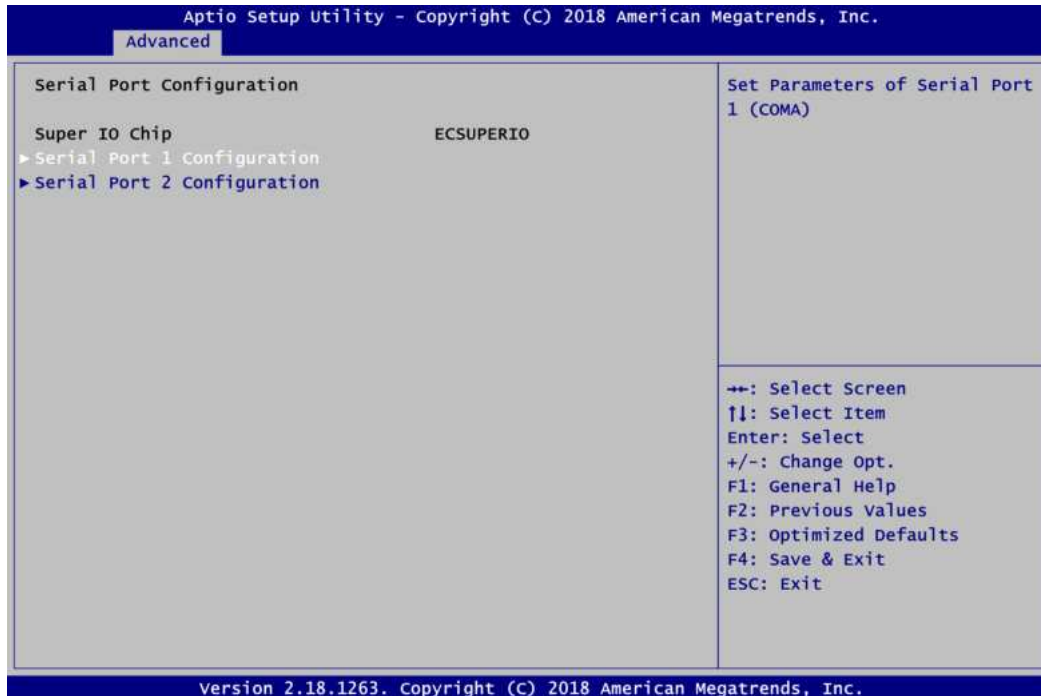 Aptio Setup Utility - Copyright (C) 2018 American Megatrends, Inc.
Advanced
Serial Port Configuration
Super IO Chip ECSUPERIO
►Serial Port 1 Configuration
►Serial Port 2 Configuration
Set Parameters of Serial Port
1 (COMA)
→←: Select Screen
↑↓: Select Item
Enter: Select
+/-: Change Opt.
F1: General Help
F2: Previous Values
F3: Optimized Defaults
F4: Save & Exit
ESC: Exit
Version 2.18.1263. Copyright (C) 2018 American Megatrends, Inc.